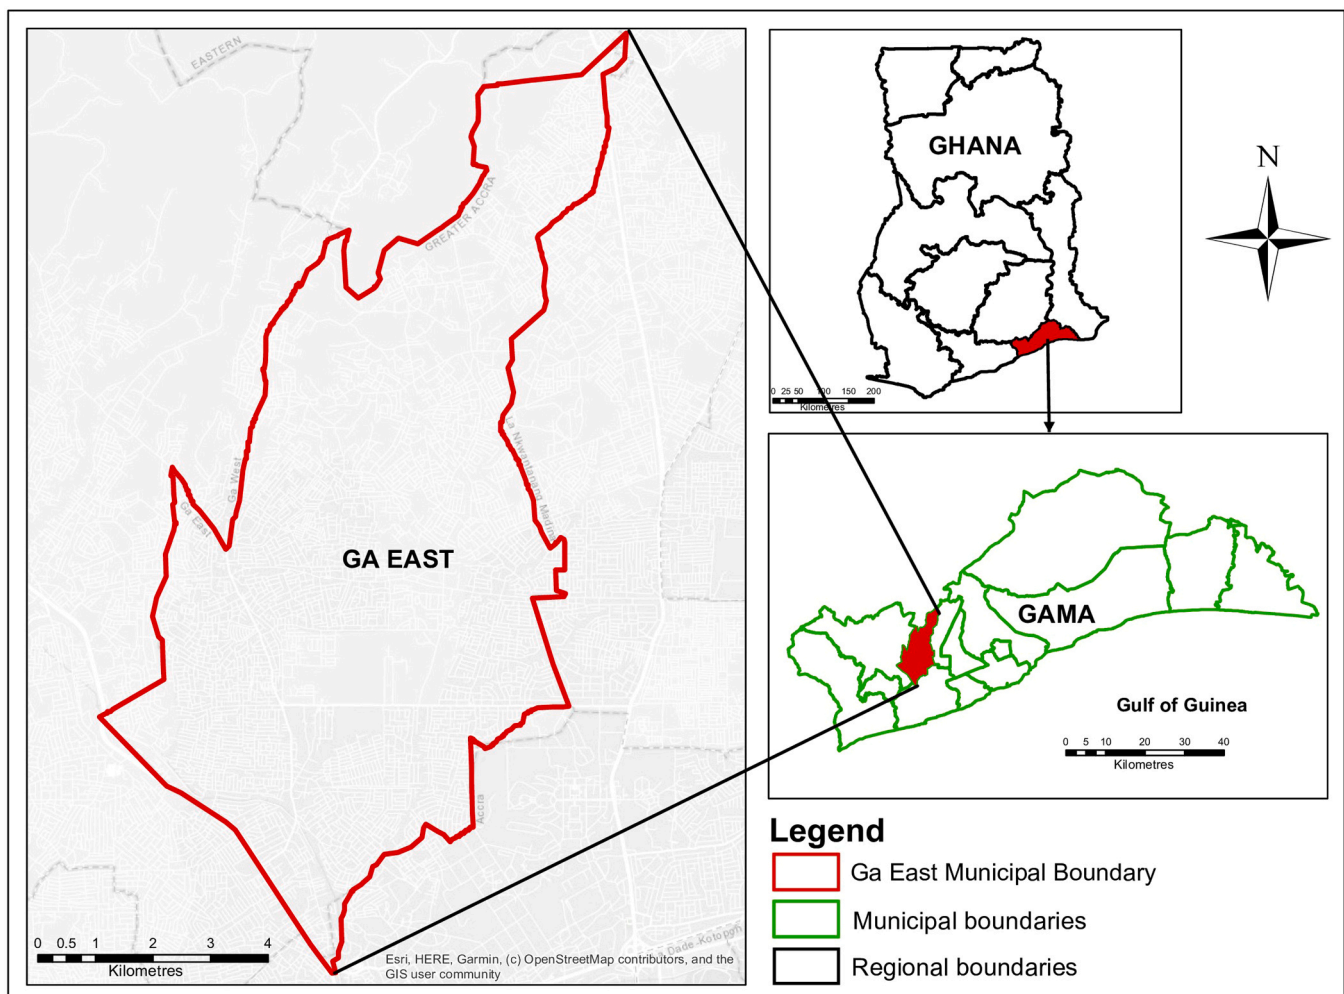 EASTERN
GREATER ACCRA
La Nkwantanang Madina
Ga West
Ga East
GA EAST
Accra
Dade-Kotopon
0 0.5 1 2 3 4
Kilometres
Esri, HERE, Garmin, (c) OpenStreetMap contributors, and the
GIS user community
GHANA
0 25 50 100 150 200
Kilometres
N
GAMA
Gulf of Guinea
0 5 10 20 30 40
Kilometres
Legend
Ga East Municipal Boundary
Municipal boundaries
Regional boundaries